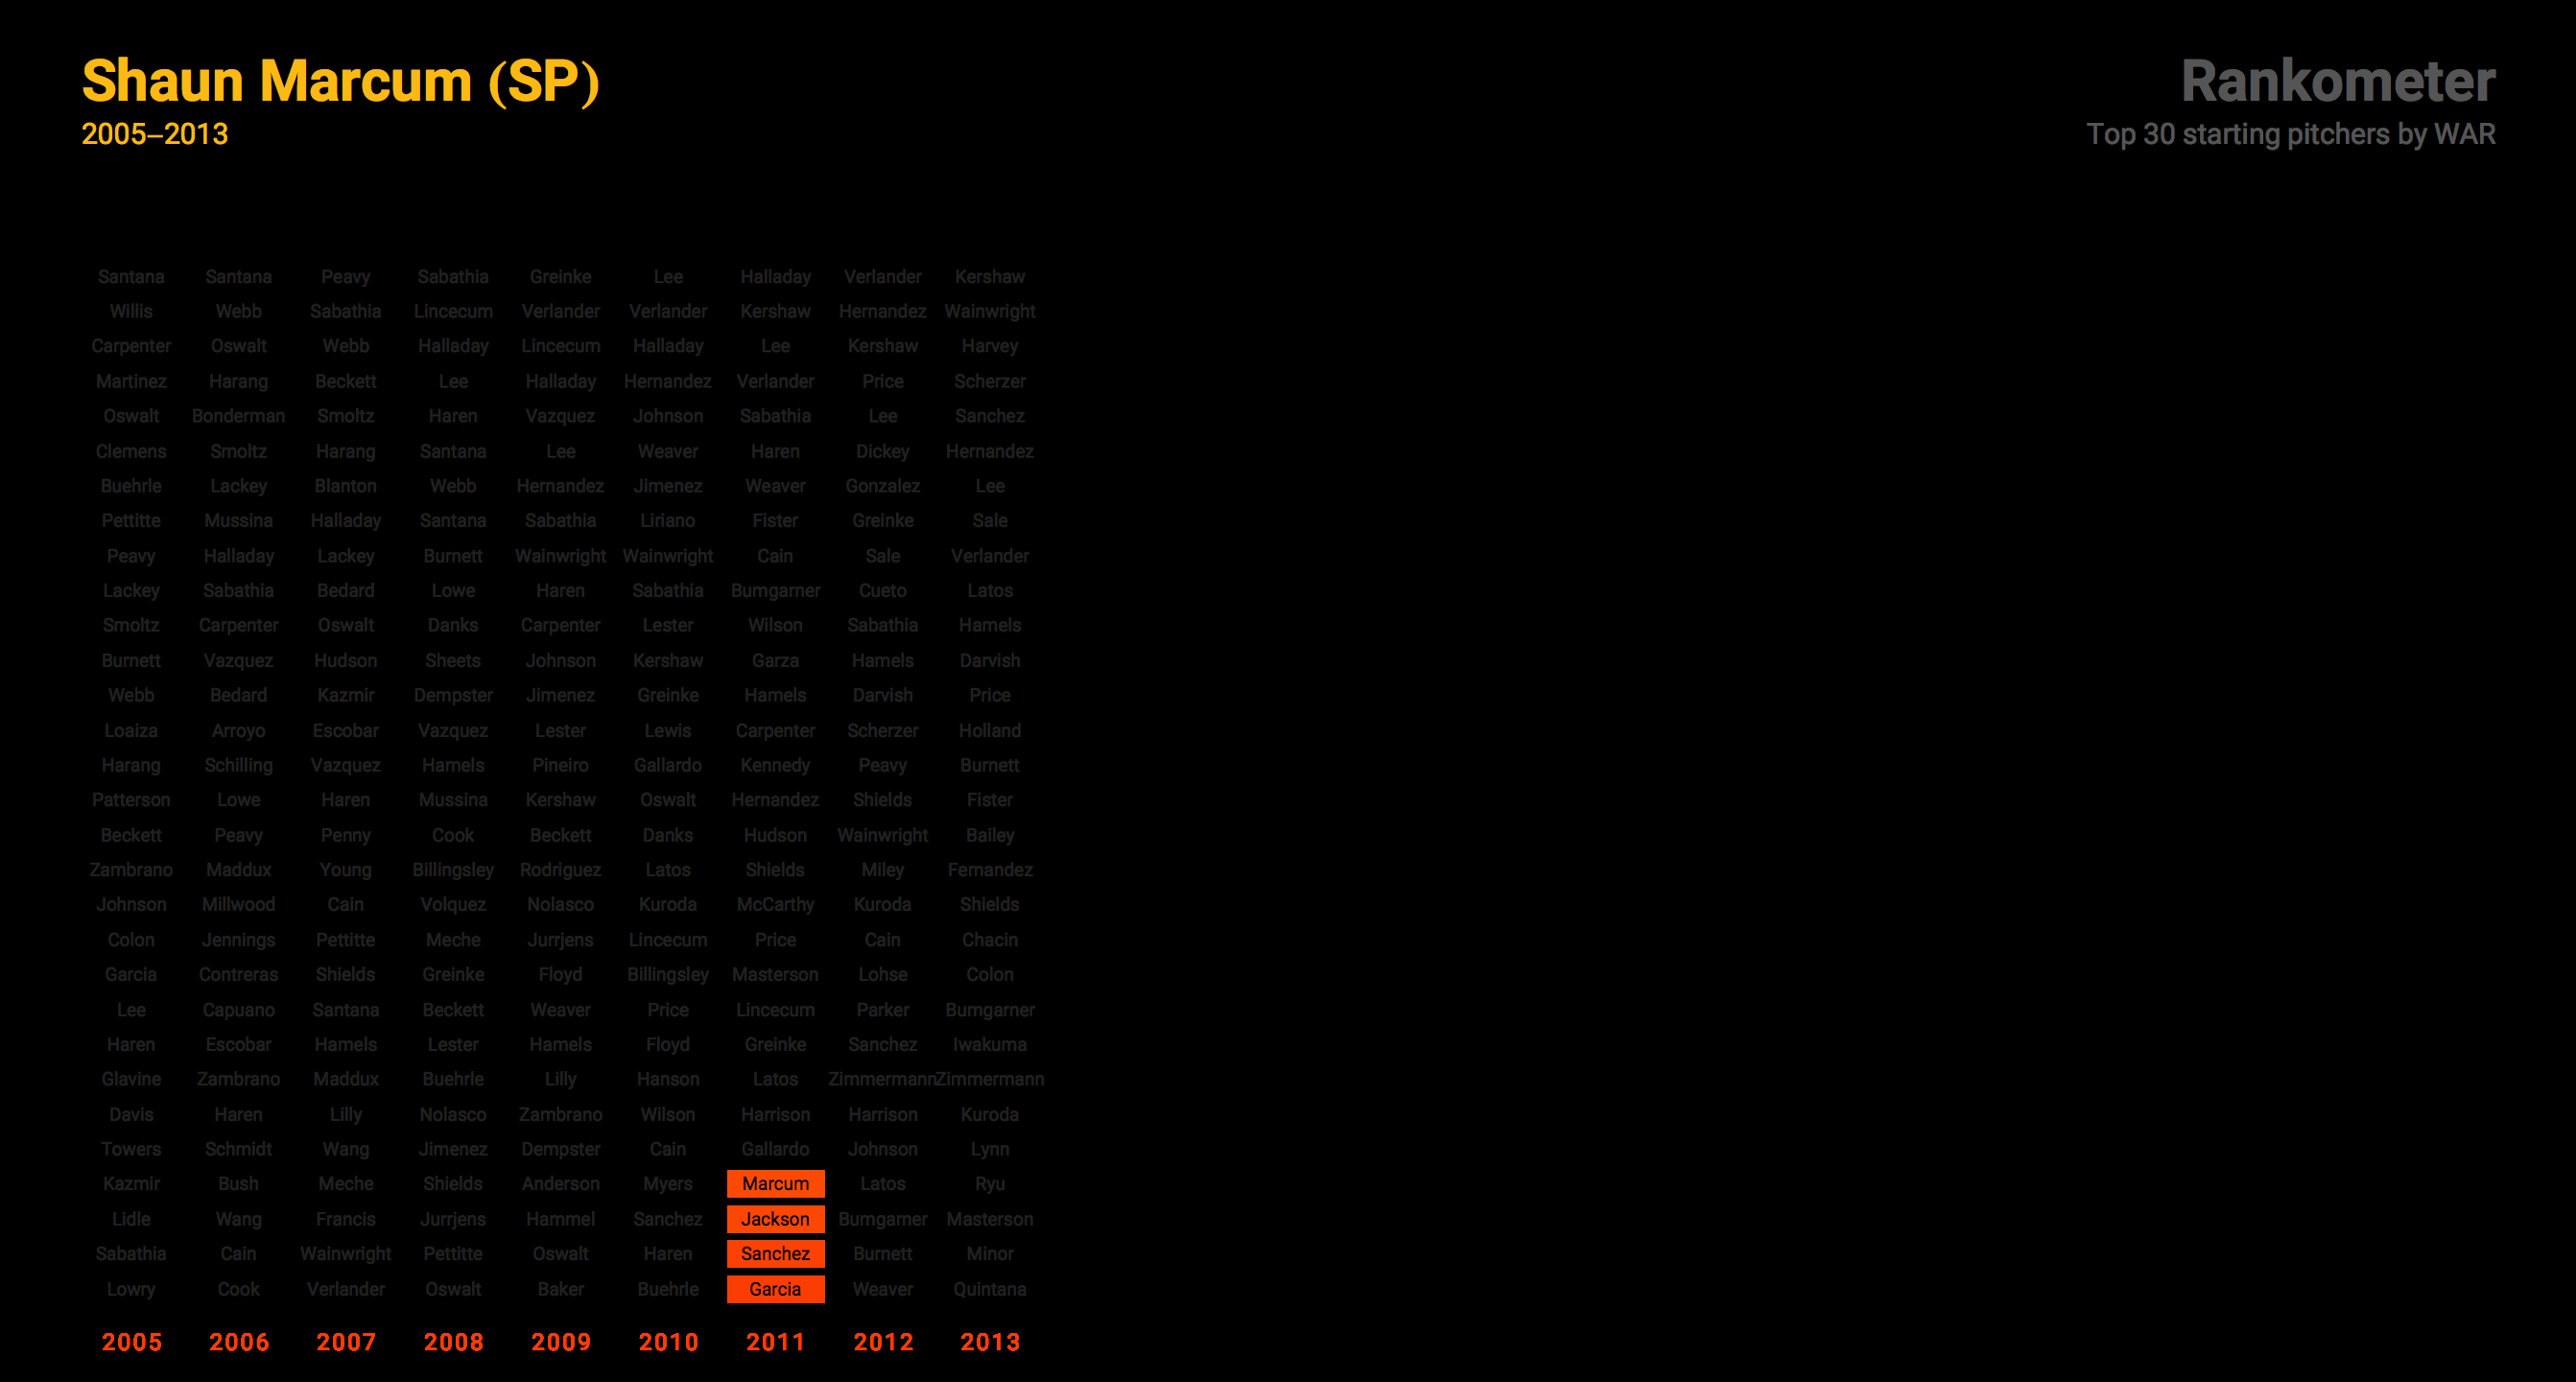 Shaun Marcum (SP)
2005–2013
Rankometer
Top 30 starting pitchers by WAR
Santana Santana Peavy Sabathia Greinke Lee Halladay Verlander Kershaw
Willis Webb Sabathia Lincecum Verlander Verlander Kershaw Hernandez Wainwright
Carpenter Oswalt Webb Halladay Lincecum Halladay Lee Kershaw Harvey
Martinez Harang Beckett Lee Halladay Hernandez Verlander Price Scherzer
Oswalt Bonderman Smoltz Haren Vazquez Johnson Sabathia Lee Sanchez
Clemens Smoltz Harang Santana Lee Weaver Haren Dickey Hernandez
Buehrle Lackey Blanton Webb Hernandez Jimenez Weaver Gonzalez Lee
Pettitte Mussina Halladay Santana Sabathia Liriano Fister Greinke Sale
Peavy Halladay Lackey Burnett Wainwright Wainwright Cain Sale Verlander
Lackey Sabathia Bedard Lowe Haren Sabathia Bumgarner Cueto Latos
Smoltz Carpenter Oswalt Danks Carpenter Lester Wilson Sabathia Hamels
Burnett Vazquez Hudson Sheets Johnson Kershaw Garza Hamels Darvish
Webb Bedard Kazmir Dempster Jimenez Greinke Hamels Darvish Price
Loaiza Arroyo Escobar Vazquez Lester Lewis Carpenter Scherzer Holland
Harang Schilling Vazquez Hamels Pineiro Gallardo Kennedy Peavy Burnett
Patterson Lowe Haren Mussina Kershaw Oswalt Hernandez Shields Fister
Beckett Peavy Penny Cook Beckett Danks Hudson Wainwright Bailey
Zambrano Maddux Young Billingsley Rodriguez Latos Shields Miley Fernandez
Johnson Millwood Cain Volquez Nolasco Kuroda McCarthy Kuroda Shields
Colon Jennings Pettitte Meche Jurrjens Lincecum Price Cain Chacin
Garcia Contreras Shields Greinke Floyd Billingsley Masterson Lohse Colon
Lee Capuano Santana Beckett Weaver Price Lincecum Parker Bumgarner
Haren Escobar Hamels Lester Hamels Floyd Greinke Sanchez Iwakuma
Glavine Zambrano Maddux Buehrle Lilly Hanson Latos Zimmermann Zimmermann
Davis Haren Lilly Nolasco Zambrano Wilson Harrison Harrison Kuroda
Towers Schmidt Wang Jimenez Dempster Cain Gallardo Johnson Lynn
Kazmir Bush Meche Shields Anderson Myers Marcum Latos Ryu
Lidle Wang Francis Jurrjens Hammel Sanchez Jackson Bumgarner Masterson
Sabathia Cain Wainwright Pettitte Oswalt Haren Sanchez Burnett Minor
Lowry Cook Verlander Oswalt Baker Buehrle Garcia Weaver Quintana
2005 2006 2007 2008 2009 2010 2011 2012 2013